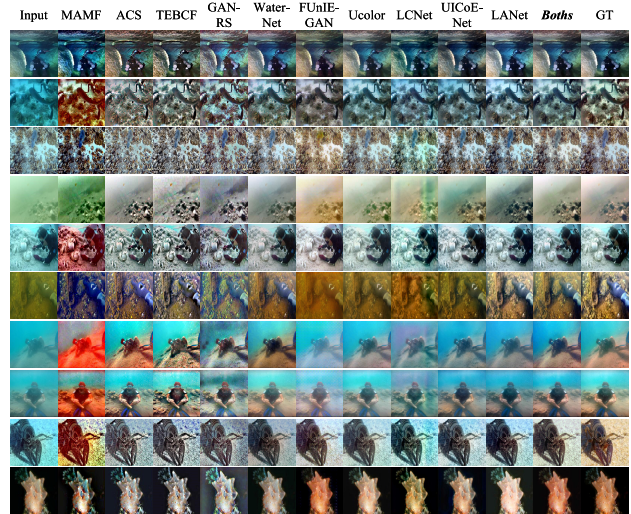 Input MAMF ACS TEBCF GAN-RS Water-Net FUnIE-GAN Ucolor LCNet UICoE-Net LANet Boths GT